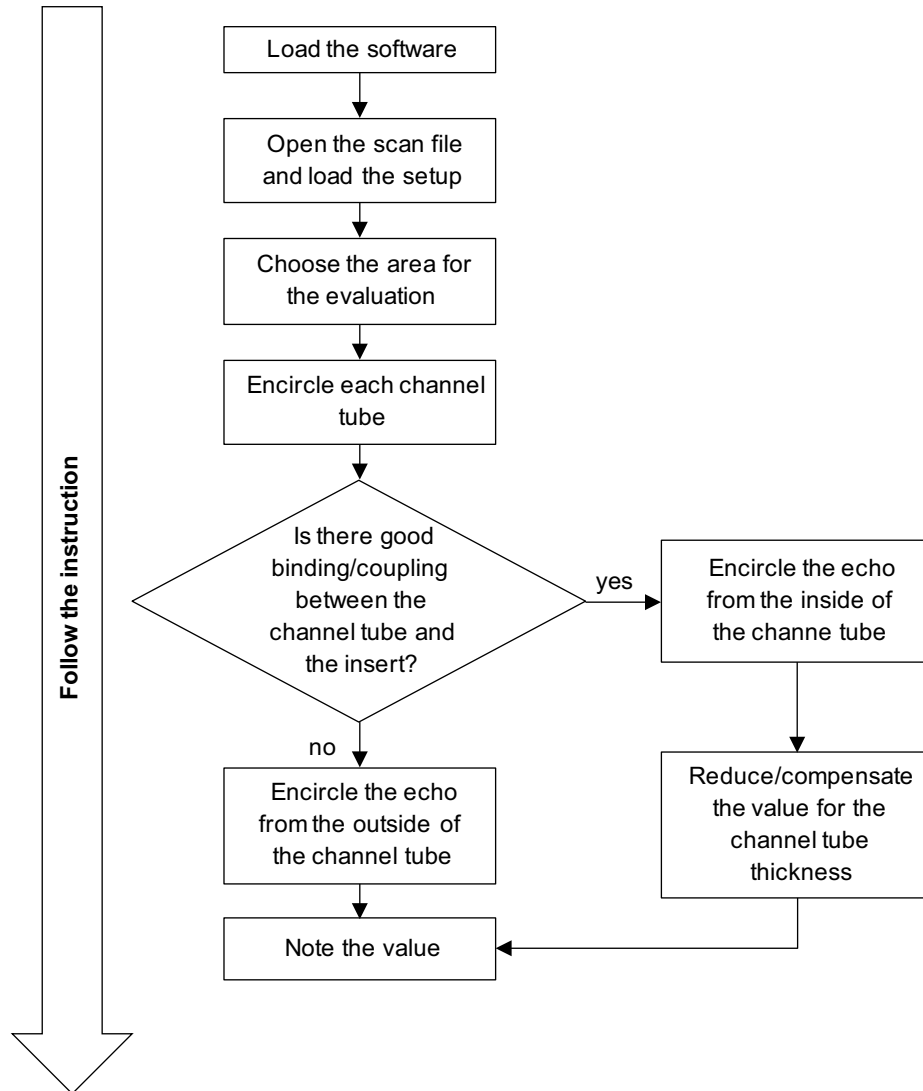 Load the software
Open the scan file
and load the setup
Choose the area for
the evaluation
Encircle each channel
tube
Follow the instruction
Is there good
binding/coupling
between the
channel tube and
the insert?
yes
Encircle the echo
from the inside of
the channe tube
no
Encircle the echo
from the outside of
the channel tube
Reduce/compensate
the value for the
channel tube
thickness
Note the value